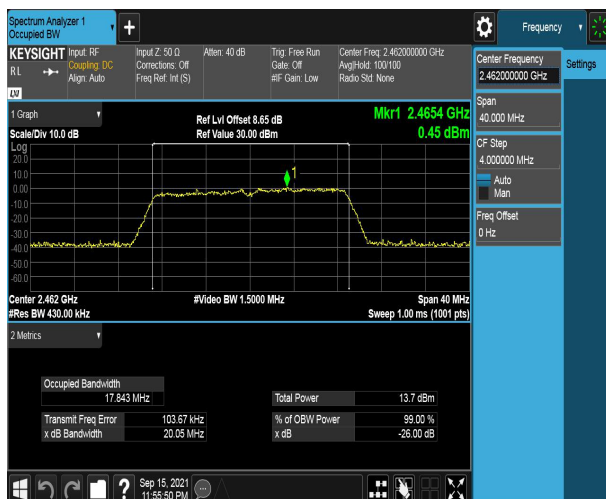 Spectrum Analyzer 1
Occupied BW
Frequency
KEYSIGHT
RL
Input: RF
Coupling: DC
Align: Auto
Input Z: 50 Ω
Corrections: Off
Freq Ref: Int (S)
Atten: 40 dB
Trig: Free Run
Gate: Off
#IF Gain: Low
Center Freq: 2.462000000 GHz
Avg|Hold: 100/100
Radio Std: None
Center Frequency
2.462000000 GHz
Settings
Span
40.000 MHz
CF Step
4.000000 MHz
Auto
Man
Freq Offset
0 Hz
1 Graph
Scale/Div 10.0 dB
Ref Lvl Offset 8.65 dB
Ref Value 30.00 dBm
Mkr1 2.4654 GHz
0.45 dBm
Log
20.0
10.0
0.00
-10.0
-20.0
-30.0
-40.0
-50.0
-60.0
1
Center 2.462 GHz
#Res BW 430.00 kHz
#Video BW 1.5000 MHz
Span 40 MHz
Sweep 1.00 ms (1001 pts)
2 Metrics
Occupied Bandwidth
17.843 MHz
Total Power 13.7 dBm
Transmit Freq Error 103.67 kHz
% of OBW Power 99.00 %
x dB Bandwidth 20.05 MHz
x dB -26.00 dB
Sep 15, 2021
11:55:50 PM